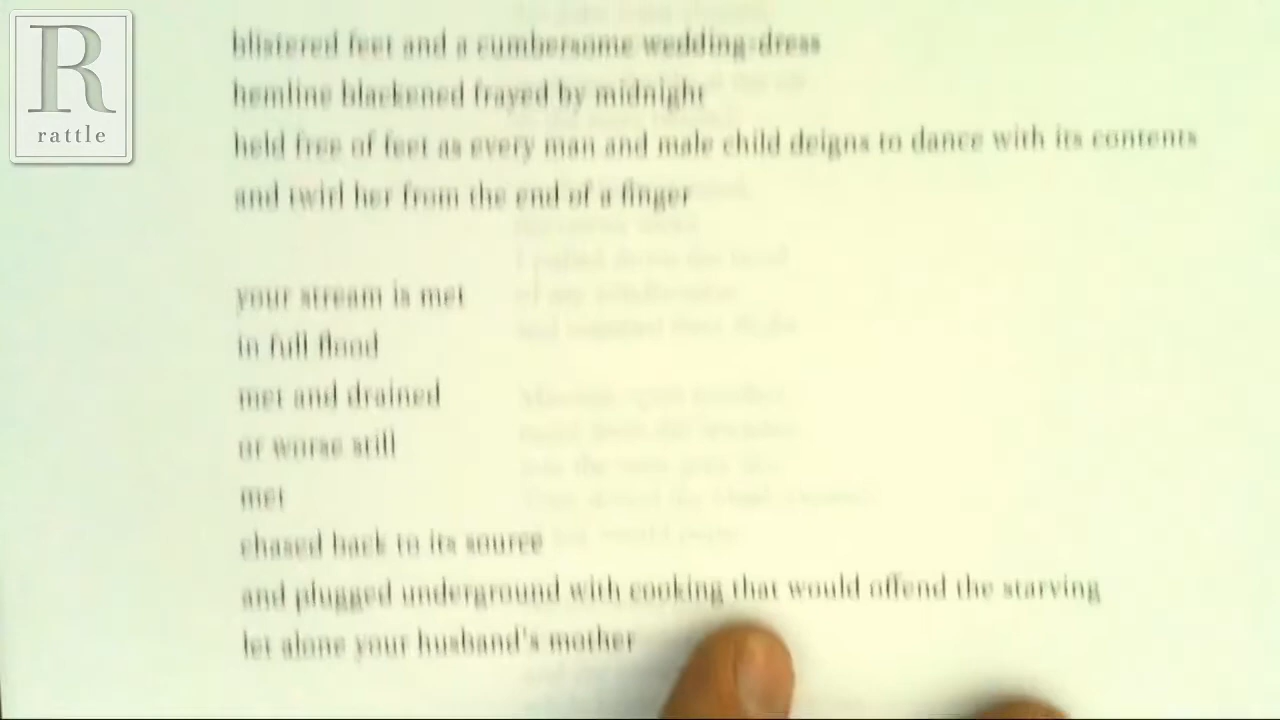 R
rattle
blistered feet and a cumbersome wedding-dress
hemline blackened frayed by midnight
held free of feet as every man and male child deigns to dance with its contents
and twirl her from the end of a finger
your stream is met
in full flood
met and drained
or worse still
met
chased back to its source
and plugged underground with cooking that would offend the starving
let alone your husband's mother